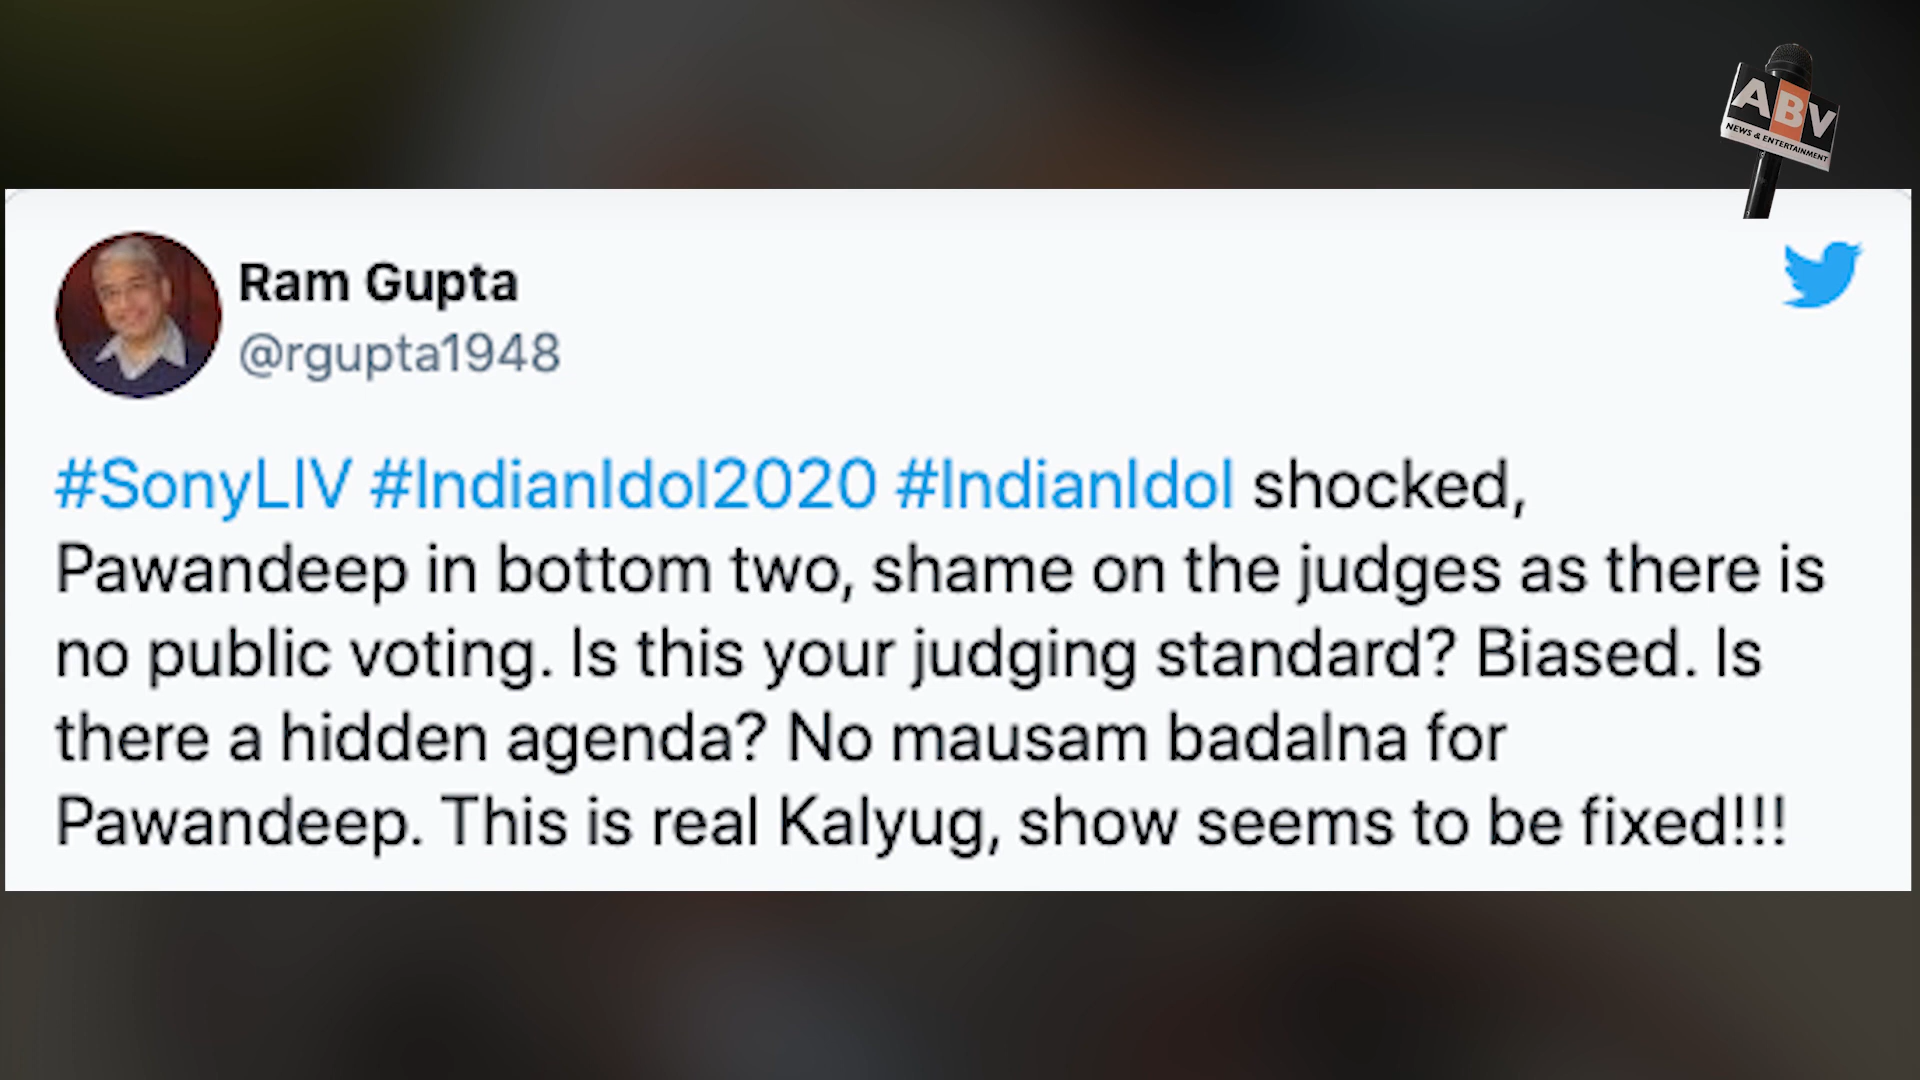 ABV
NEWS & ENTERTAINMENT
Ram Gupta
@rgupta1948
#SonyLIV #IndianIdol2020 #IndianIdol shocked,
Pawandeep in bottom two, shame on the judges as there is
no public voting. Is this your judging standard? Biased. Is
there a hidden agenda? No mausam badalna for
Pawandeep. This is real Kalyug, show seems to be fixed!!!